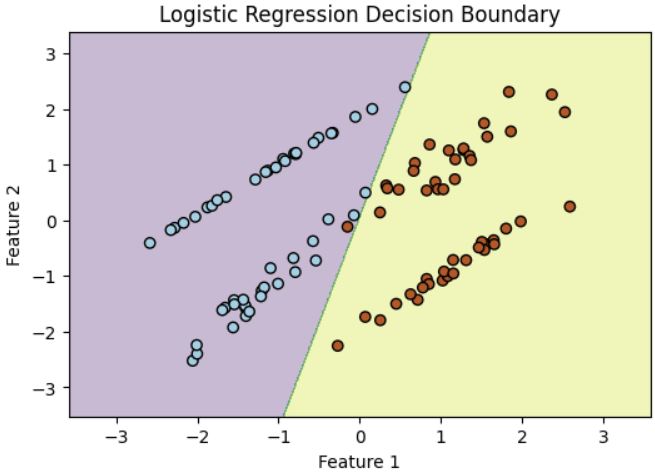 Logistic Regression Decision Boundary
3
2
1
0
−1
−2
−3
Feature 2
−3 −2 −1 0 1 2 3
Feature 1